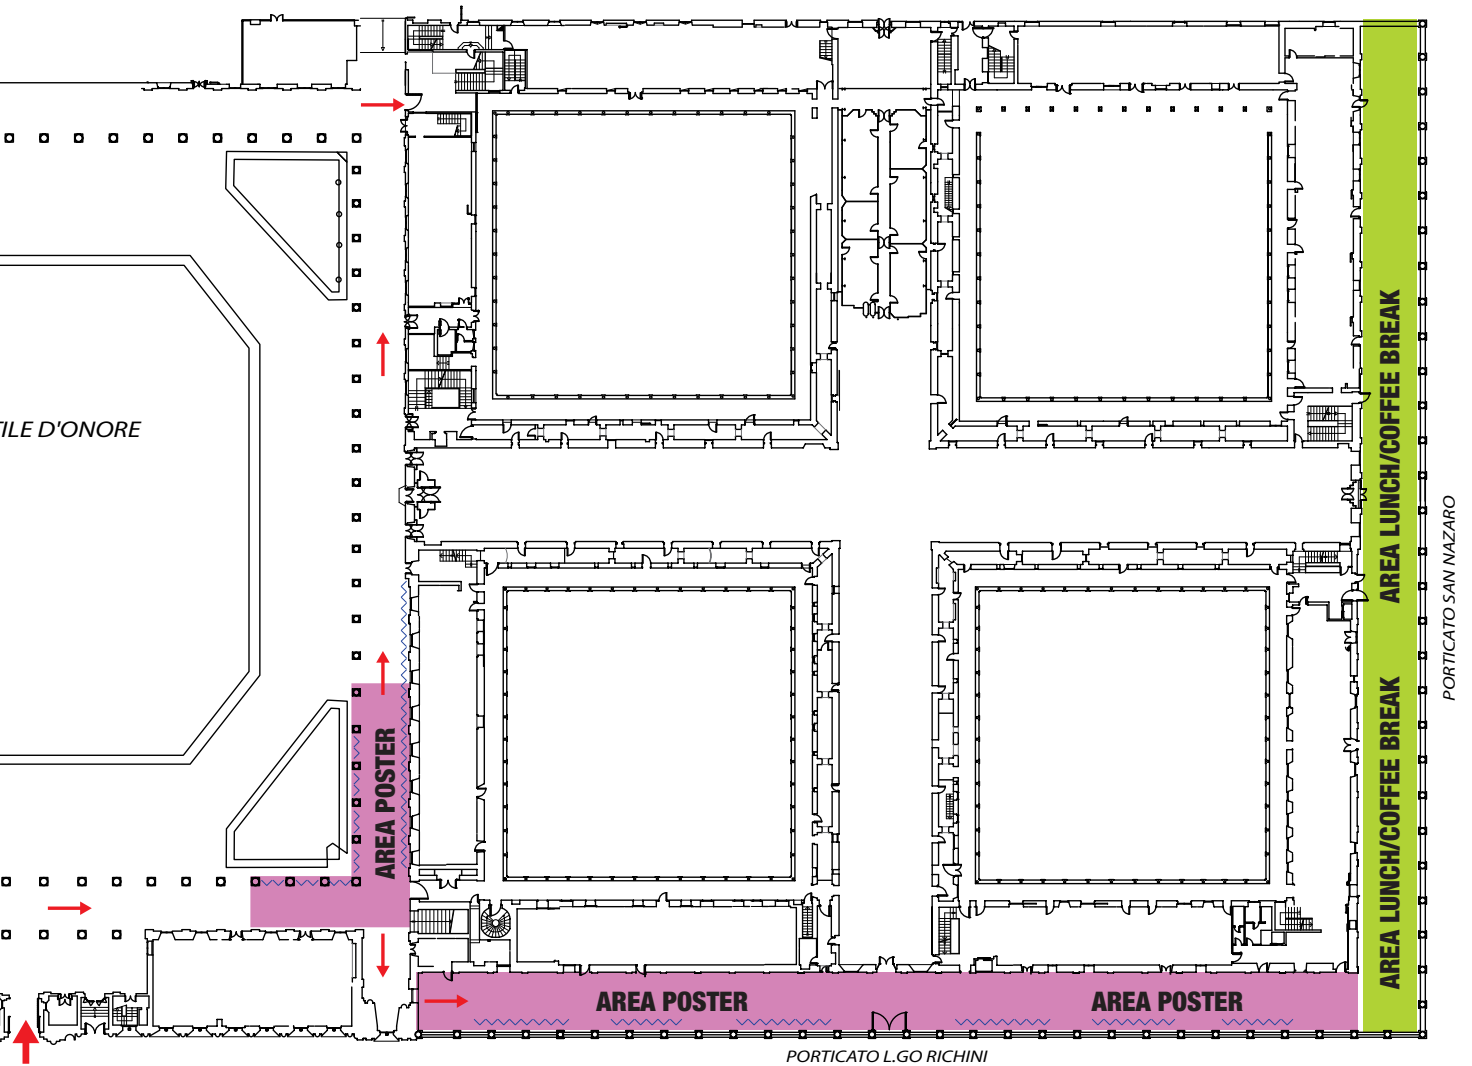 TILE D'ONORE
AREA LUNCH/COFFEE BREAK
PORTICATO SAN NAZARO
AREA POSTER
AREA LUNCH/COFFEE BREAK
AREA POSTER
AREA POSTER
PORTICATO L.GO RICHINI